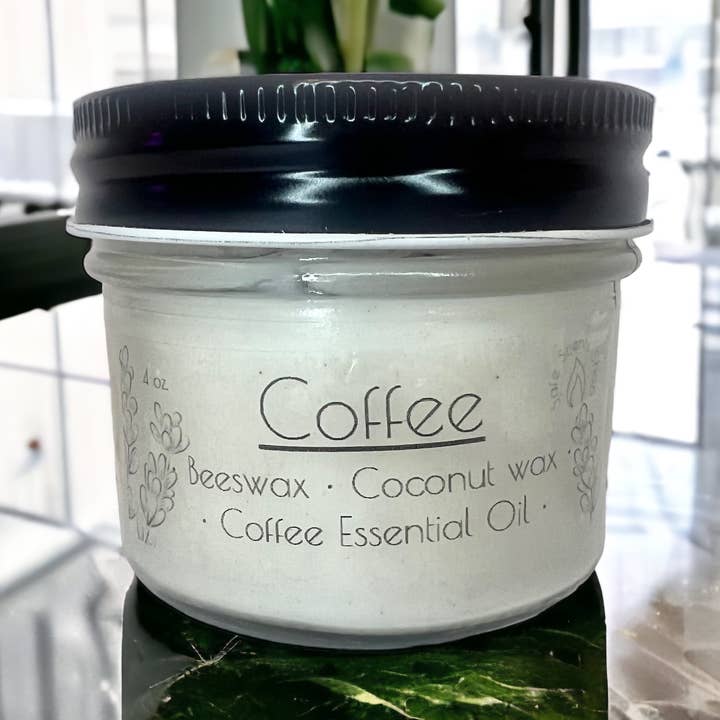 4 oz
Coffee
Beeswax · Coconut wax ·
· Coffee Essential Oil ·